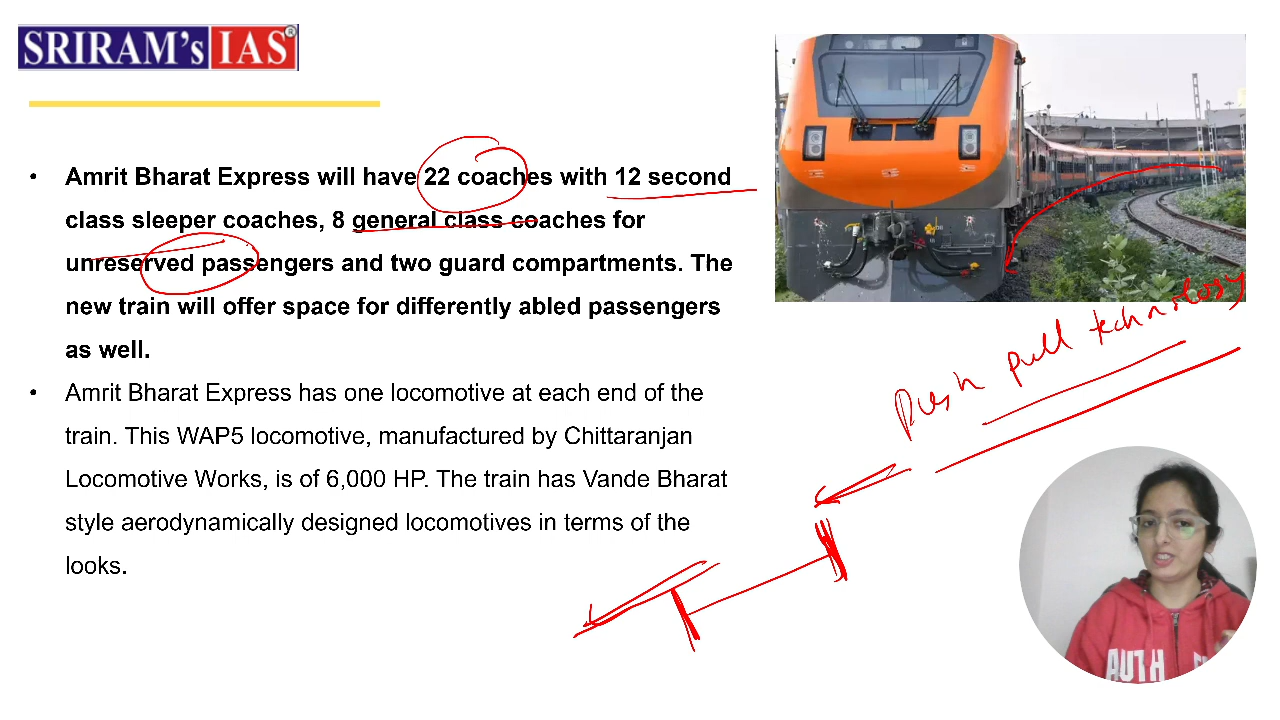 SRIRAM's IAS®
• Amrit Bharat Express will have 22 coaches with 12 second
class sleeper coaches, 8 general class coaches for
unreserved passengers and two guard compartments. The
new train will offer space for differently abled passengers
as well.
• Amrit Bharat Express has one locomotive at each end of the
train. This WAP5 locomotive, manufactured by Chittaranjan
Locomotive Works, is of 6,000 HP. The train has Vande Bharat
style aerodynamically designed locomotives in terms of the
looks.
Push pull technology
AUTH